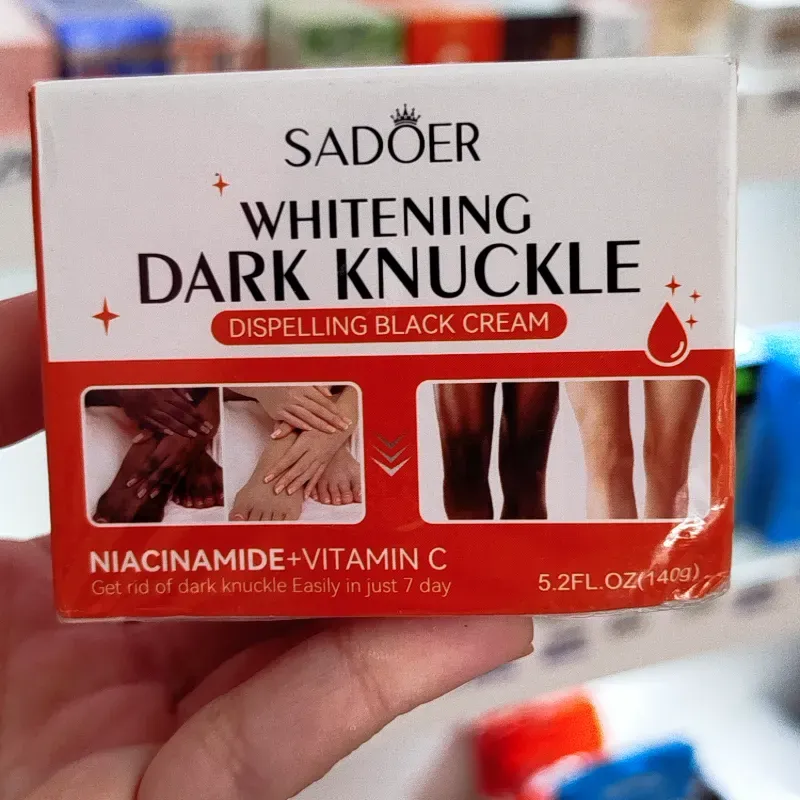 SADOER
WHITENING
DARK KNUCKLE
DISPELLING BLACK CREAM
NIACINAMIDE+VITAMIN C
Get rid of dark knuckle Easily in just 7 day
5.2FL.OZ(140g)